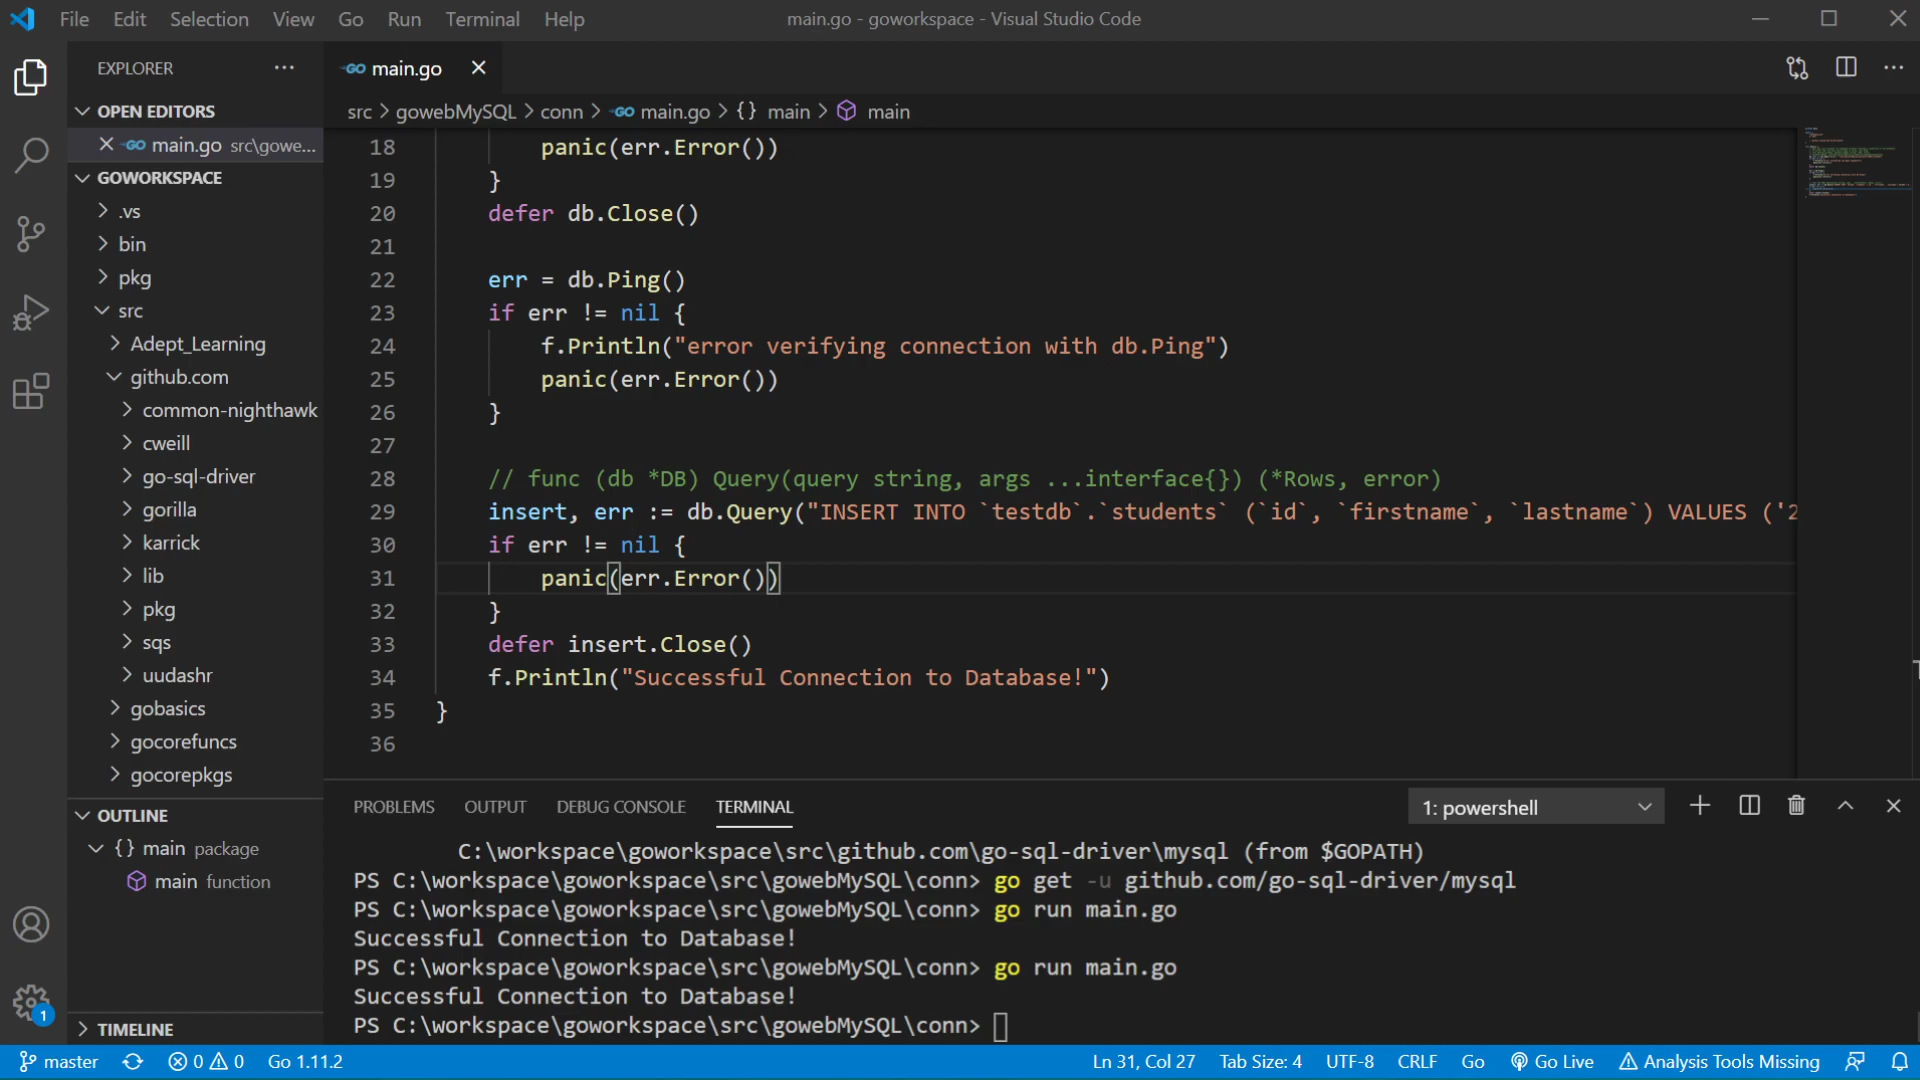 File Edit Selection View Go Run Terminal Help main.go - goworkspace - Visual Studio Code
EXPLORER
OPEN EDITORS
main.go src\gowe...
GOWORKSPACE
.vs
bin
pkg
src
Adept_Learning
github.com
common-nighthawk
cweill
go-sql-driver
gorilla
karrick
lib
pkg
sqs
uudashr
gobasics
gocorefuncs
gocorepkgs
OUTLINE
{} main package
main function
TIMELINE
main.go
src > gowebMySQL > conn > main.go > {} main > main
18 panic(err.Error())
19 }
20 defer db.Close()
21
22 err = db.Ping()
23 if err != nil {
24 f.Println("error verifying connection with db.Ping")
25 panic(err.Error())
26 }
27
28 // func (db *DB) Query(query string, args ...interface{}) (*Rows, error)
29 insert, err := db.Query("INSERT INTO `testdb`.`students` (`id`, `firstname`, `lastname`) VALUES ('2
30 if err != nil {
31 panic(err.Error())
32 }
33 defer insert.Close()
34 f.Println("Successful Connection to Database!")
35 }
36
PROBLEMS OUTPUT DEBUG CONSOLE TERMINAL 1: powershell
C:\workspace\goworkspace\src\github.com\go-sql-driver\mysql (from $GOPATH)
PS C:\workspace\goworkspace\src\gowebMySQL\conn> go get -u github.com/go-sql-driver/mysql
PS C:\workspace\goworkspace\src\gowebMySQL\conn> go run main.go
Successful Connection to Database!
PS C:\workspace\goworkspace\src\gowebMySQL\conn> go run main.go
Successful Connection to Database!
PS C:\workspace\goworkspace\src\gowebMySQL\conn>
1
master 0 0 Go 1.11.2 Ln 31, Col 27 Tab Size: 4 UTF-8 CRLF Go Go Live Analysis Tools Missing